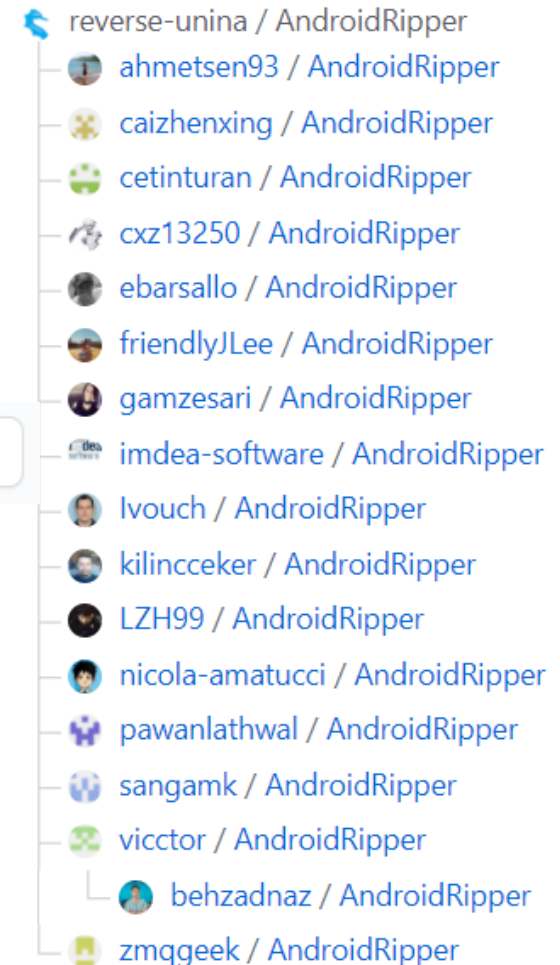 reverse-unina / AndroidRipper
ahmetsen93 / AndroidRipper
caizhenxing / AndroidRipper
cetinturan / AndroidRipper
cxz13250 / AndroidRipper
ebarsallo / AndroidRipper
friendlyJLee / AndroidRipper
gamzesari / AndroidRipper
imdea-software / AndroidRipper
Ivouch / AndroidRipper
kilincceker / AndroidRipper
LZH99 / AndroidRipper
nicola-amatucci / AndroidRipper
pawanlathwal / AndroidRipper
sangamk / AndroidRipper
vicctor / AndroidRipper
behzadnaz / AndroidRipper
zmqgeek / AndroidRipper